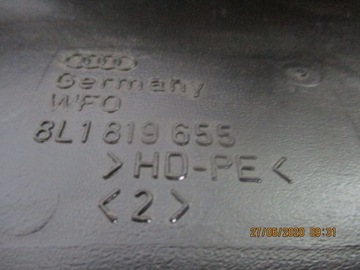 Germany
WFO
8L1 819 655
>HD-PE<
<2>
27/05/2020 09:31